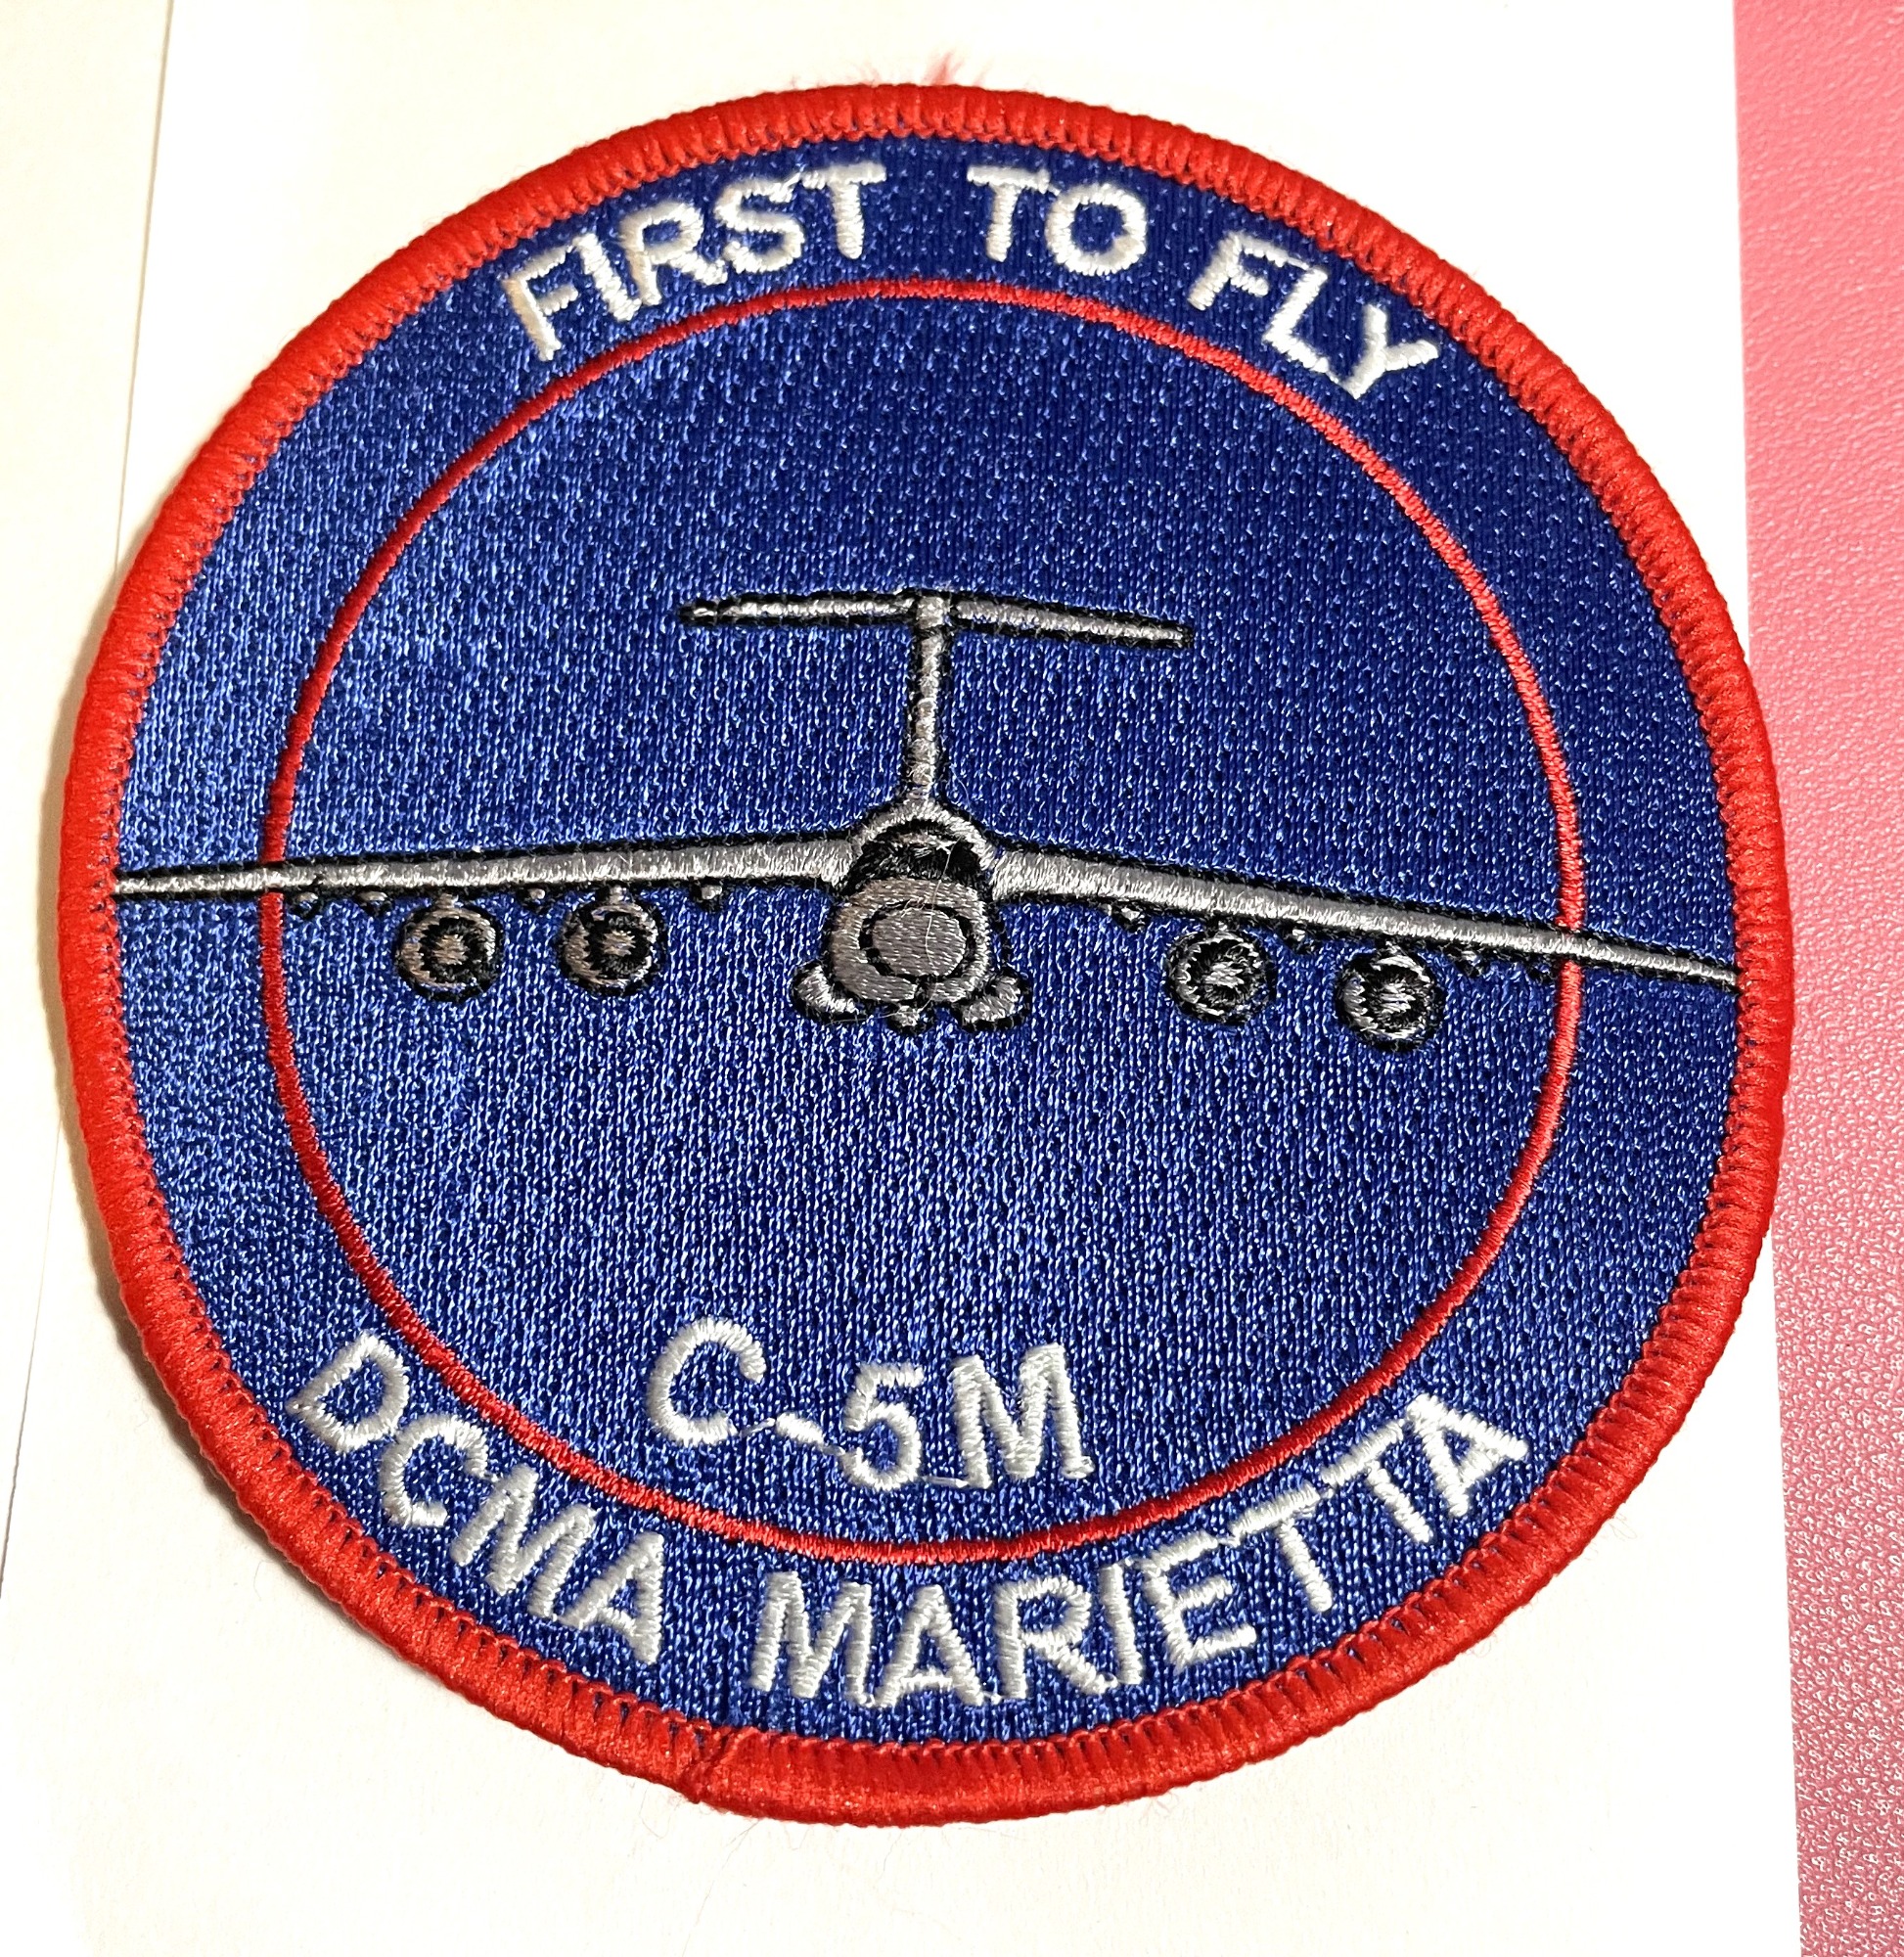 FIRST TO FLY
C-5M
DCMA MARIETTA